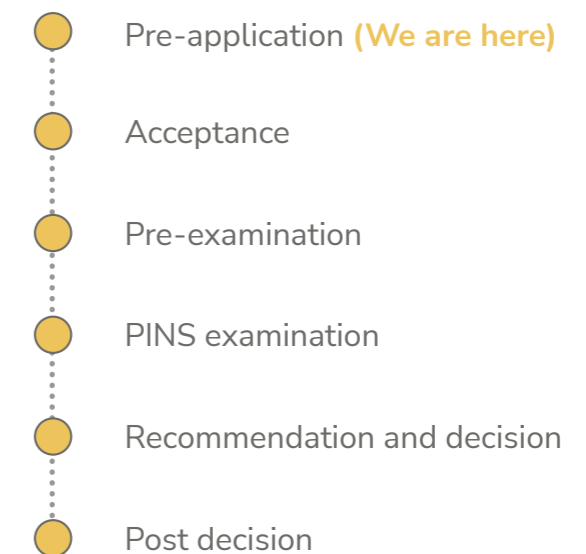 Pre-application (We are here)
Acceptance
Pre-examination
PINS examination
Recommendation and decision
Post decision